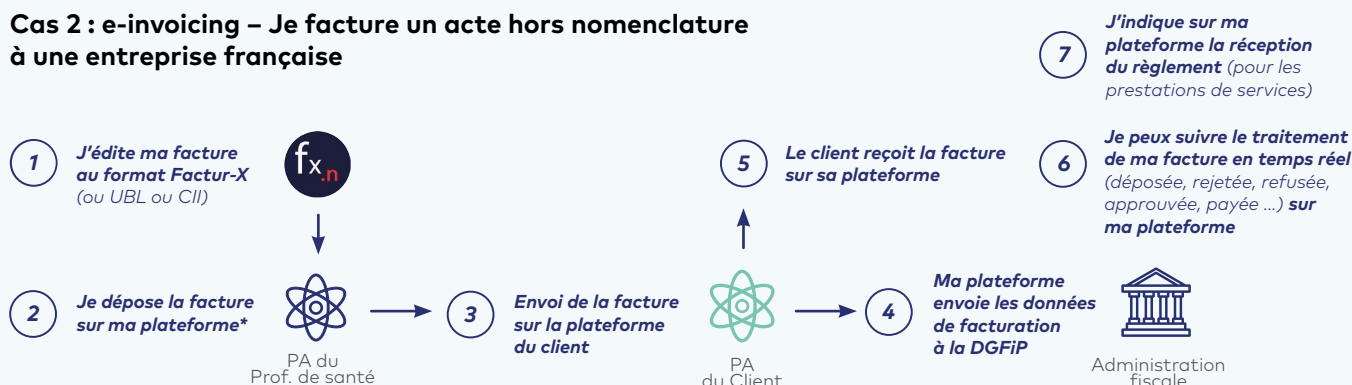 Cas 2 : e-invoicing – Je facture un acte hors nomenclature
à une entreprise française
1
J'édite ma facture
au format Factur-X
(ou UBL ou CII)
fx.n
2
Je dépose la facture
sur ma plateforme*
PA du
Prof. de santé
3
Envoi de la facture
sur la plateforme
du client
PA
du Client
4
Ma plateforme
envoie les données
de facturation
à la DGFiP
Administration
fiscale
5
Le client reçoit la facture
sur sa plateforme
6
Je peux suivre le traitement
de ma facture en temps réel
(déposée, rejetée, refusée,
approuvée, payée ...) sur
ma plateforme
7
J'indique sur ma
plateforme la réception
du règlement (pour les
prestations de services)